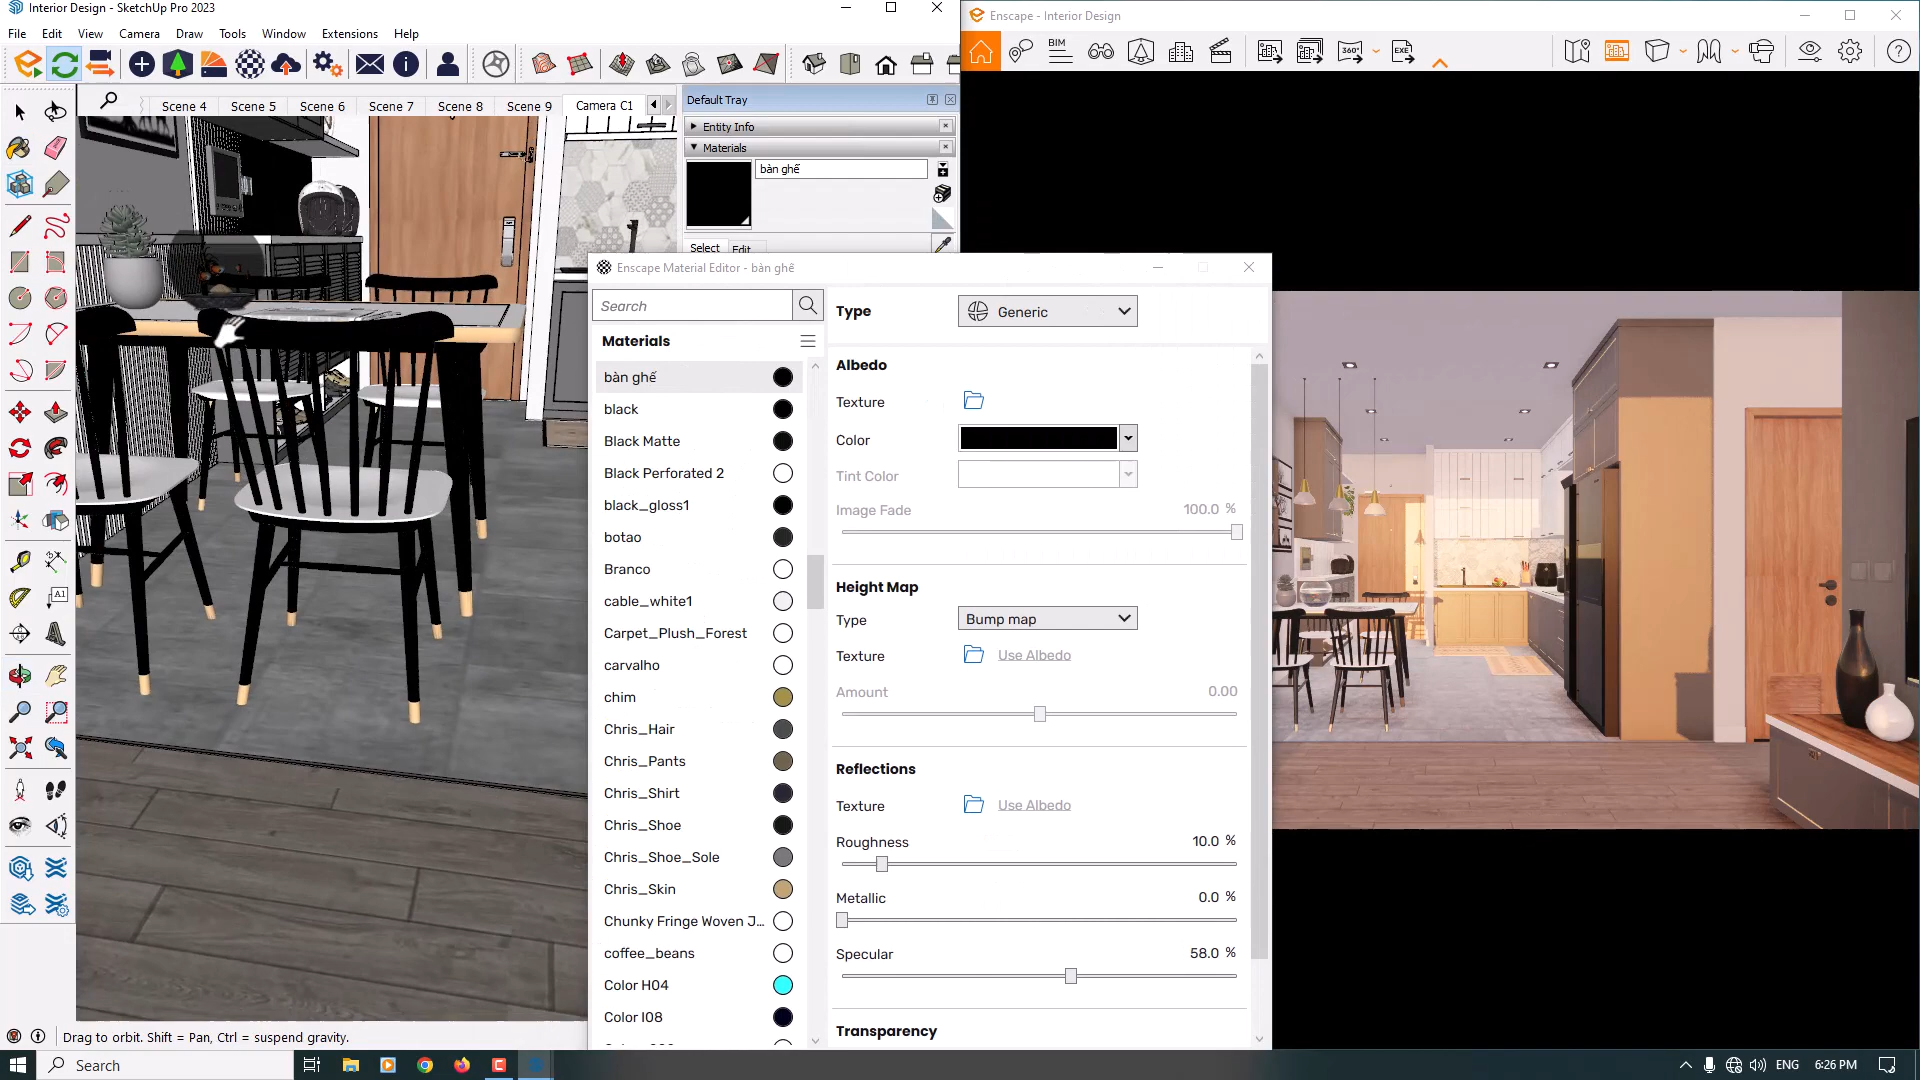 Interior Design - SketchUp Pro 2023
Enscape - Interior Design
File Edit View Camera Draw Tools Window Extensions Help
BIM
360°
EXE
Scene 4 Scene 5 Scene 6 Scene 7 Scene 8 Scene 9 Camera C1
Default Tray
Entity Info
Materials
bàn ghế
Select Edit
Enscape Material Editor - bàn ghế
Search
Materials
bàn ghế
black
Black Matte
Black Perforated 2
black_gloss1
botao
Branco
cable_white1
Carpet_Plush_Forest
carvalho
chim
Chris_Hair
Chris_Pants
Chris_Shirt
Chris_Shoe
Chris_Shoe_Sole
Chris_Skin
Chunky Fringe Woven J...
coffee_beans
Color H04
Color I08
Type Generic
Albedo
Texture
Color
Tint Color
Image Fade 100.0 %
Height Map
Type Bump map
Texture Use Albedo
Amount 0.00
Reflections
Texture Use Albedo
Roughness 10.0 %
Metallic 0.0 %
Specular 58.0 %
Transparency
A1
Drag to orbit. Shift = Pan, Ctrl = suspend gravity.
Search
ENG 6:26 PM